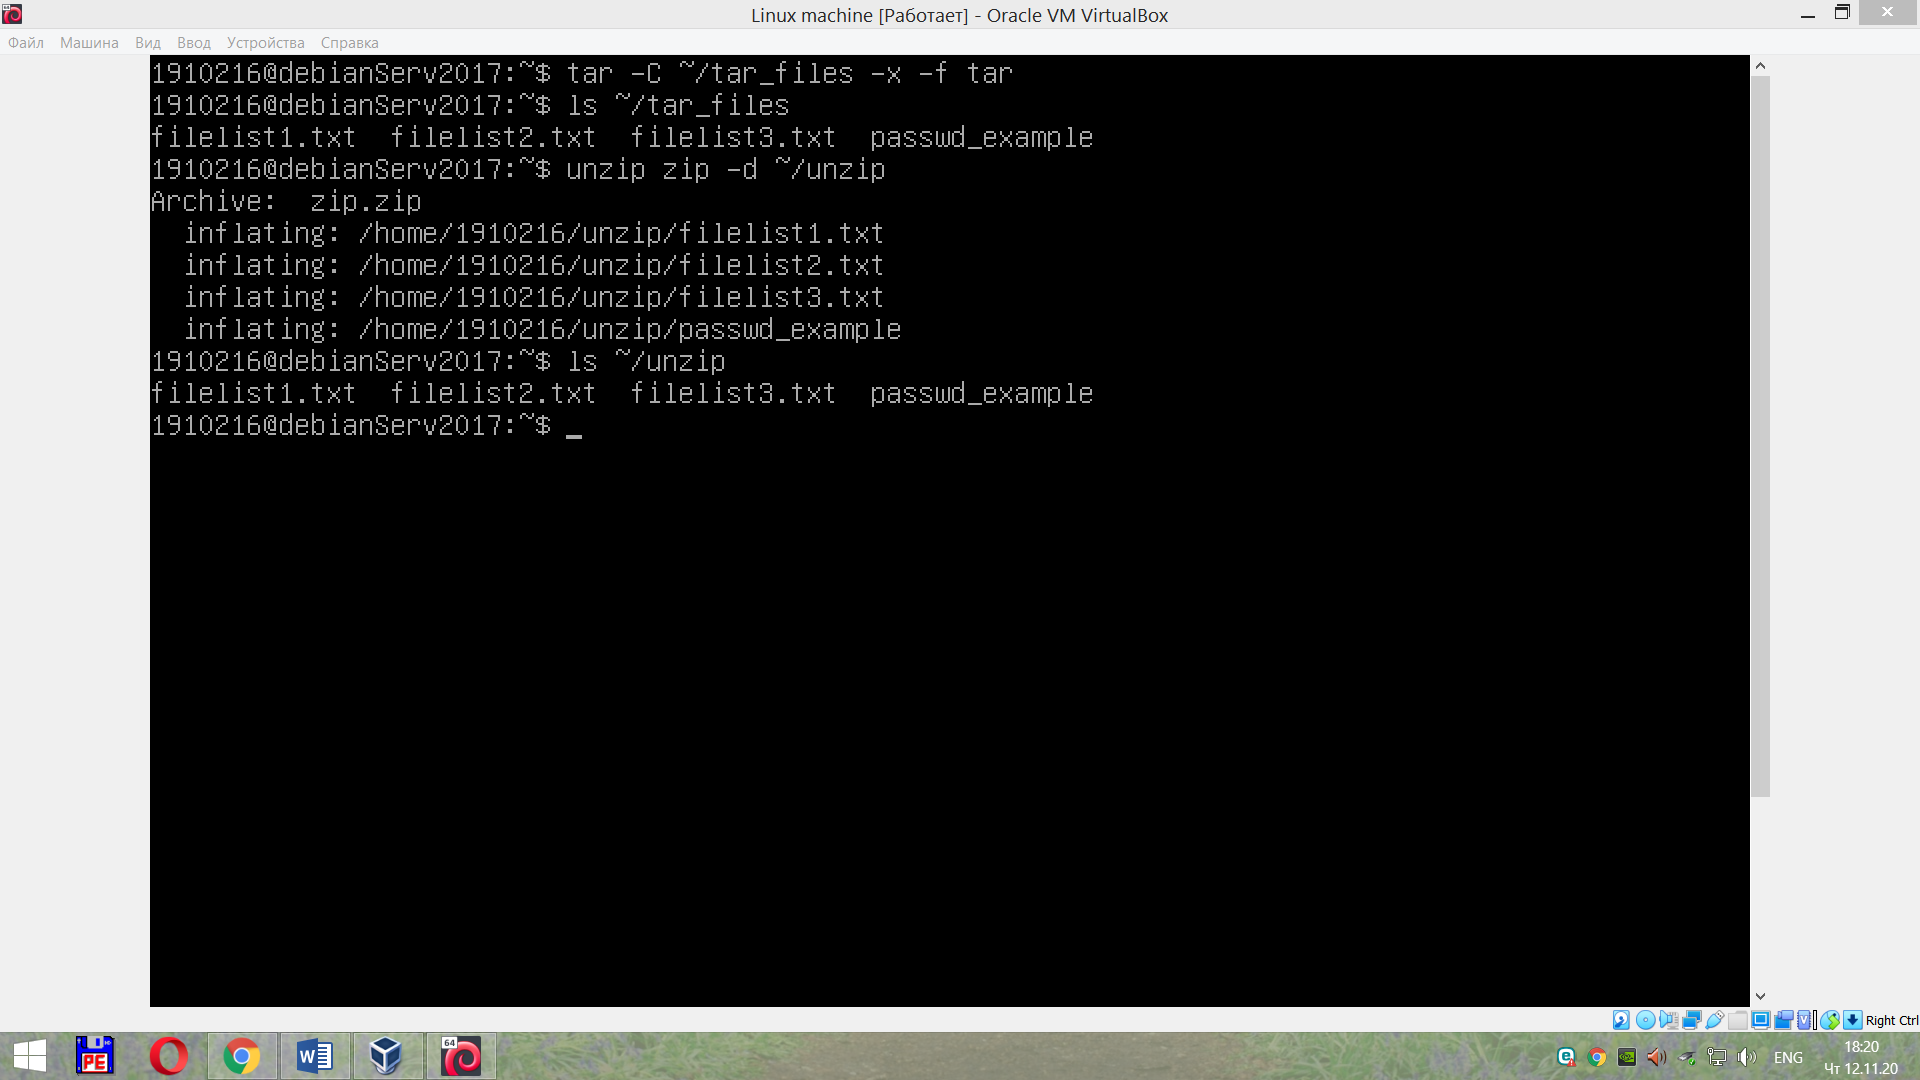 Linux machine [Работает] - Oracle VM VirtualBox
Файл Машина Вид Ввод Устройства Справка
1910216@debianServ2017:~$ tar -C ~/tar_files -x -f tar
1910216@debianServ2017:~$ ls ~/tar_files
filelist1.txt  filelist2.txt  filelist3.txt  passwd_example
1910216@debianServ2017:~$ unzip zip -d ~/unzip
Archive:  zip.zip
  inflating: /home/1910216/unzip/filelist1.txt
  inflating: /home/1910216/unzip/filelist2.txt
  inflating: /home/1910216/unzip/filelist3.txt
  inflating: /home/1910216/unzip/passwd_example
1910216@debianServ2017:~$ ls ~/unzip
filelist1.txt  filelist2.txt  filelist3.txt  passwd_example
1910216@debianServ2017:~$ _
Right Ctrl
PE
W
64
ENG
18:20
Чт 12.11.20